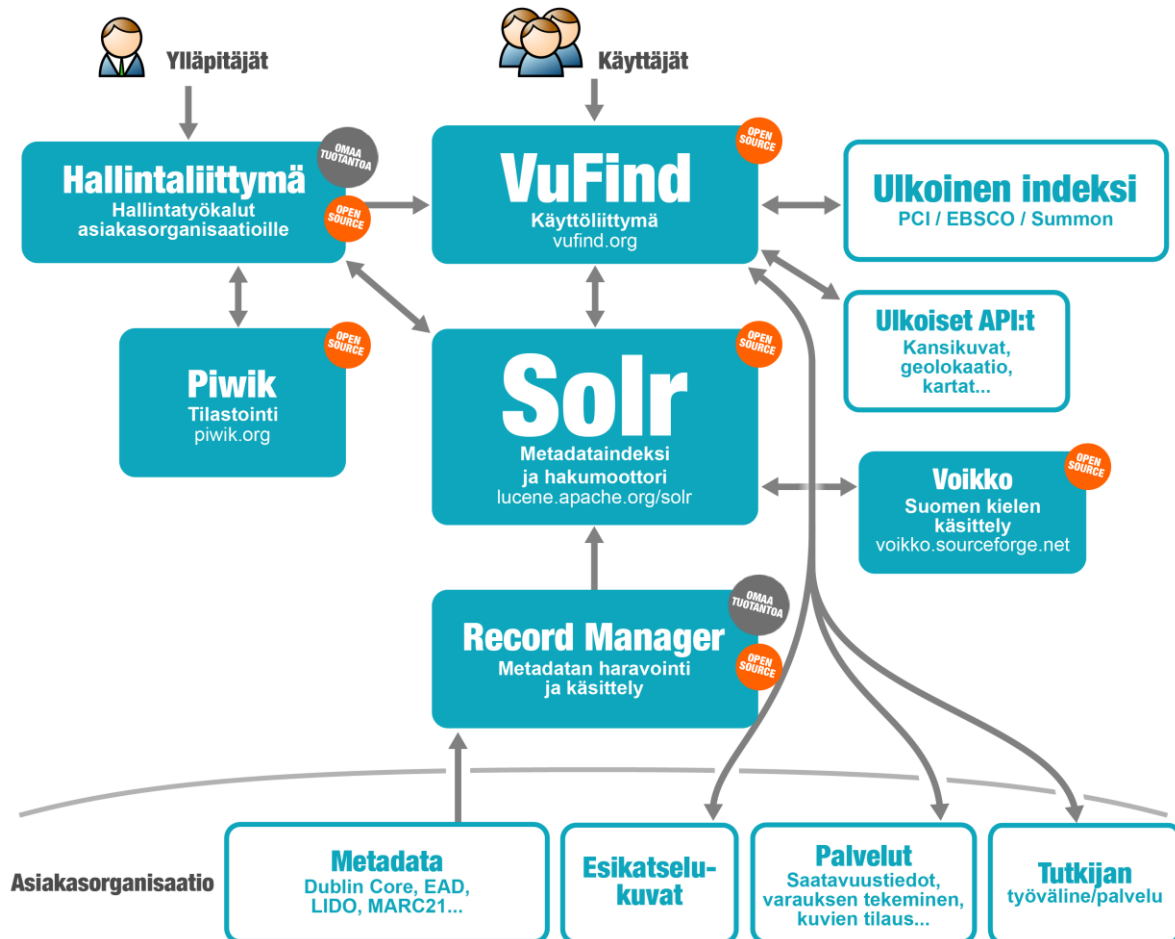 Ylläpitäjät
Käyttäjät
OMAA
TUOTANTOA
Hallintaliittymä
Hallintatyökalut
asiakasorganisaatioille
OPEN
SOURCE
OPEN
SOURCE
VuFind
Käyttöliittymä
vufind.org
Ulkoinen indeksi
PCI / EBSCO / Summon
Ulkoiset API:t
Kansikuvat,
geolokaatio,
kartat...
OPEN
SOURCE
Piwik
Tilastointi
piwik.org
OPEN
SOURCE
Solr
Metadataindeksi
ja hakumoottori
lucene.apache.org/solr
OPEN
SOURCE
Voikko
Suomen kielen
käsittely
voikko.sourceforge.net
OMAA
TUOTANTOA
Record Manager
Metadatan haravointi
ja käsittely
OPEN
SOURCE
Asiakasorganisaatio
Metadata
Dublin Core, EAD,
LIDO, MARC21...
Esikatselu-
kuvat
Palvelut
Saatavuustiedot,
varauksen tekeminen,
kuvien tilaus...
Tutkijan
työväline/palvelu